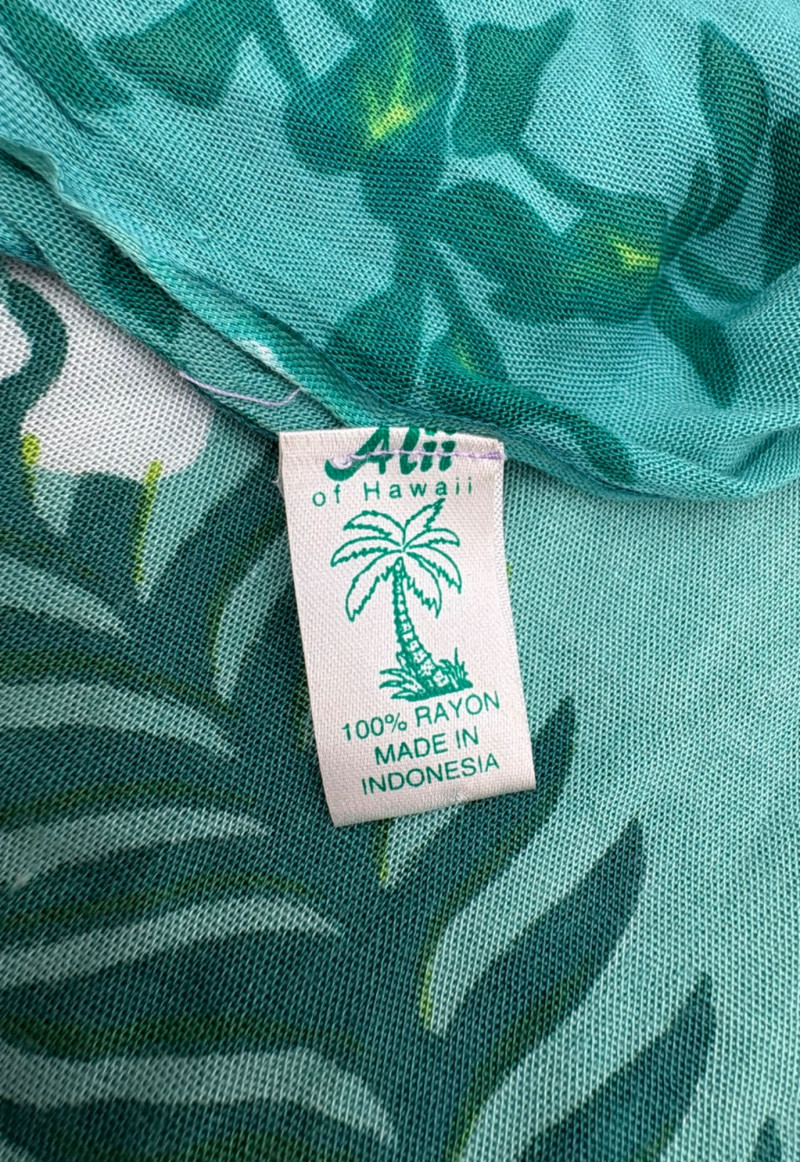 Alii
of Hawaii
100% RAYON
MADE IN
INDONESIA